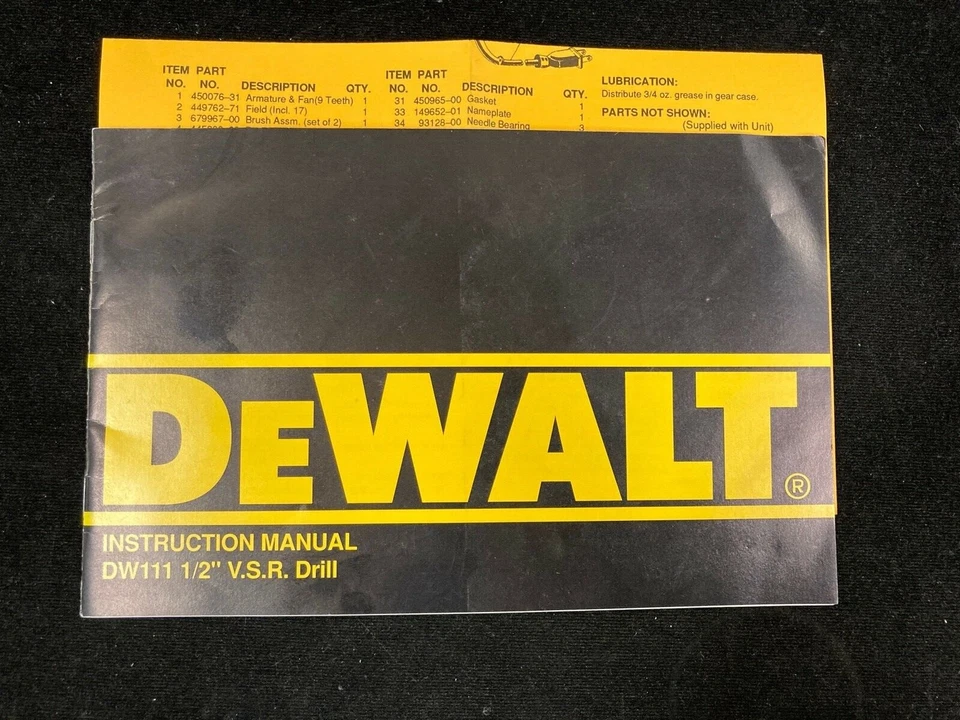 ITEM PART ITEM PART
NO. NO. DESCRIPTION QTY. NO. NO. DESCRIPTION QTY. LUBRICATION:
1 450076–31 Armature & Fan(9 Teeth) 1 31 450965–00 Gasket 1 Distribute 3/4 oz. grease in gear case.
2 449762–71 Field (Incl. 17) 1 33 149652–01 Nameplate 1 PARTS NOT SHOWN:
3 679967–00 Brush Assm. (set of 2) 1 34 93128–00 Needle Bearing 3 (Supplied with Unit)
DEWALT®
INSTRUCTION MANUAL
DW111 1/2" V.S.R. Drill